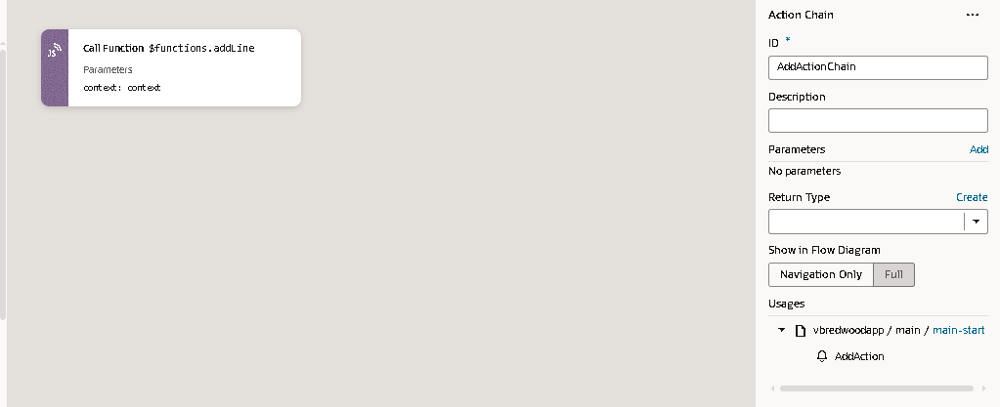 JS
Call Function $functions.addLine
Parameters
context: context
Action Chain
ID *
AddActionChain
Description
Parameters Add
No parameters
Return Type Create
Show in Flow Diagram
Navigation Only Full
Usages
vbredwoodapp / main / main-start
AddAction